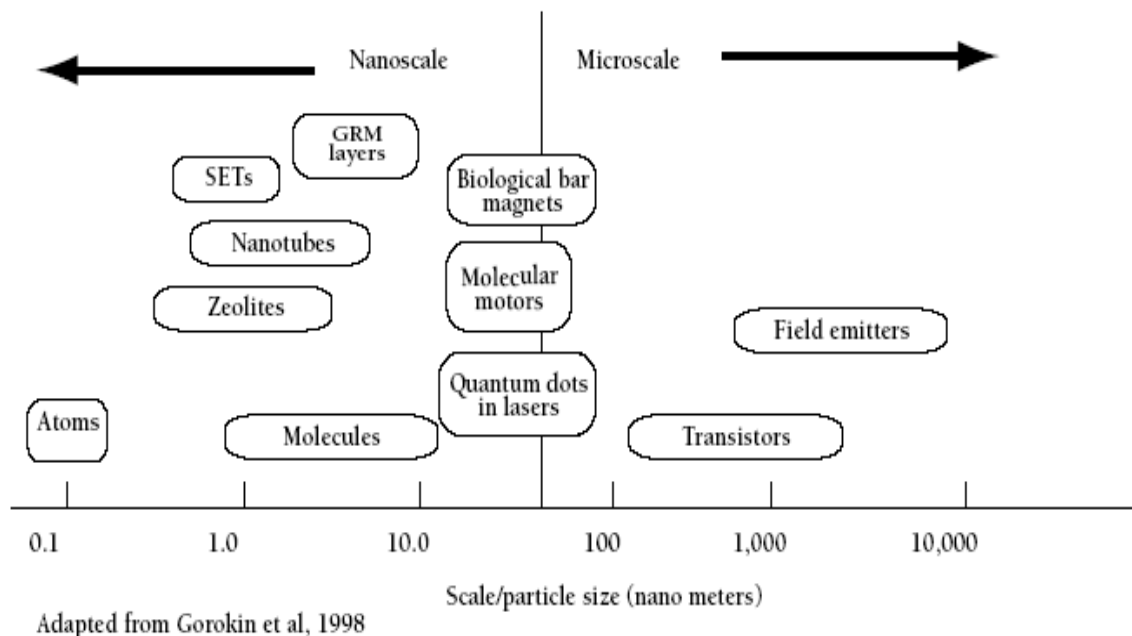 Nanoscale
Microscale
GRM
layers
SETs
Biological bar
magnets
Nanotubes
Molecular
motors
Zeolites
Field emitters
Quantum dots
in lasers
Atoms
Molecules
Transistors
0.1
1.0
10.0
100
1,000
10,000
Scale/particle size (nano meters)
Adapted from Gorokin et al, 1998